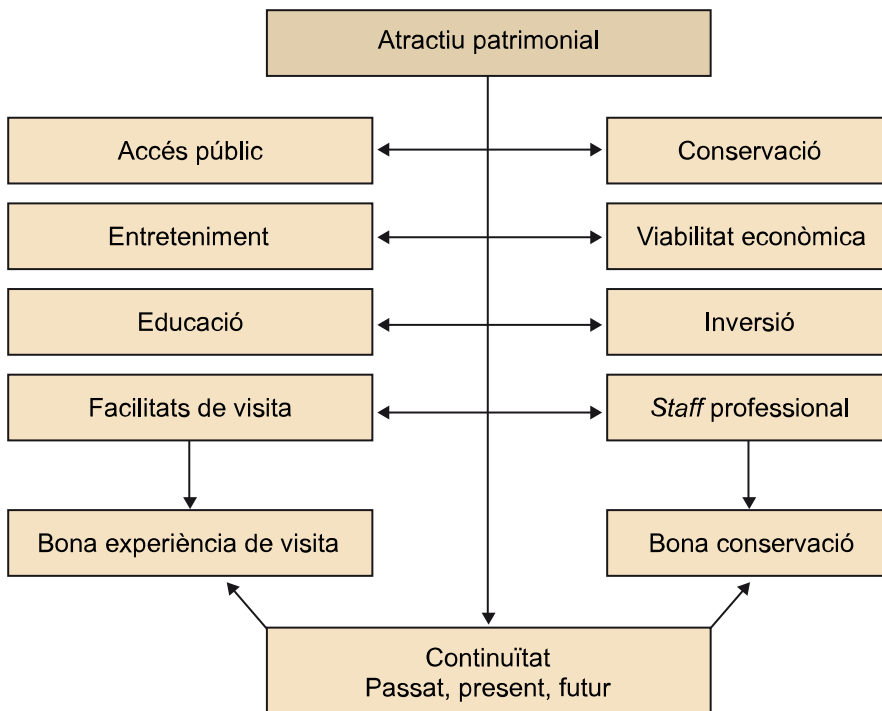 Atractiu patrimonial
Accés públic
Conservació
Entreteniment
Viabilitat econòmica
Educació
Inversió
Facilitats de visita
Staff professional
Bona experiència de visita
Bona conservació
Continuïtat
Passat, present, futur